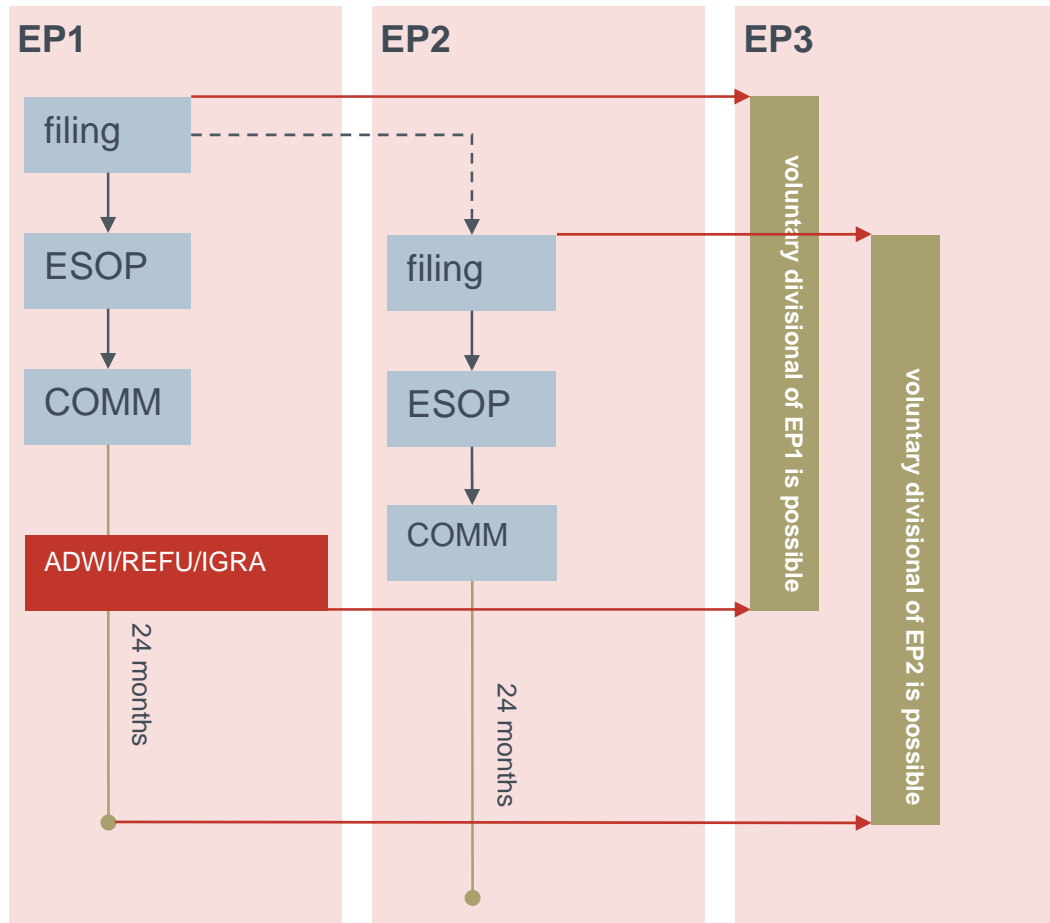 EP1
filing
ESOP
COMM
ADWI/REFU/IGRA
24 months
EP2
filing
ESOP
COMM
24 months
EP3
voluntary divisional of EP1 is possible
voluntary divisional of EP2 is possible